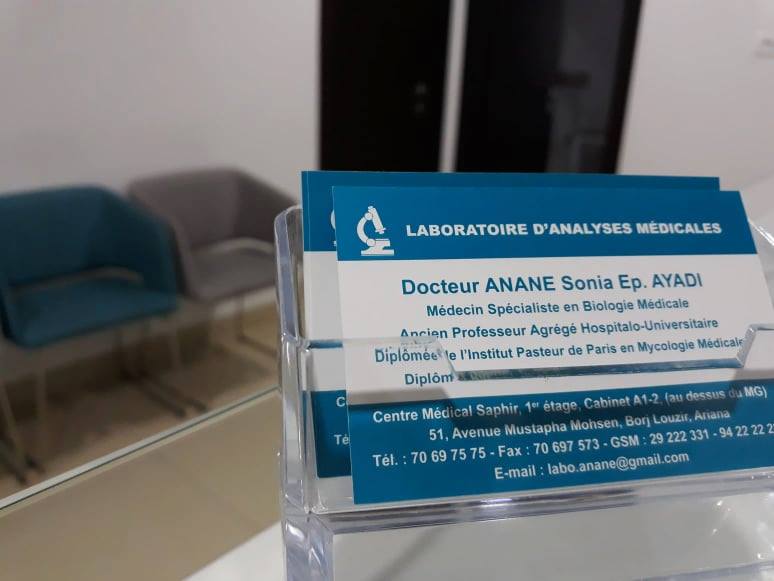 LABORATOIRE D'ANALYSES MÉDICALES
Docteur ANANE Sonia Ep. AYADI
Médecin Spécialiste en Biologie Médicale
Ancien Professeur Agrégé Hospitalo-Universitaire
Diplômée de l'Institut Pasteur de Paris en Mycologie Médicale
Centre Médical Saphir, 1er étage, Cabinet A1-2, (au dessus du MG)
51, Avenue Mustapha Mohsen, Borj Louzir, Ariana
Tél. : 70 69 75 75 - Fax : 70 697 573 - GSM : 29 222 331 - 94 22 22 2
E-mail : labo.anane@gmail.com